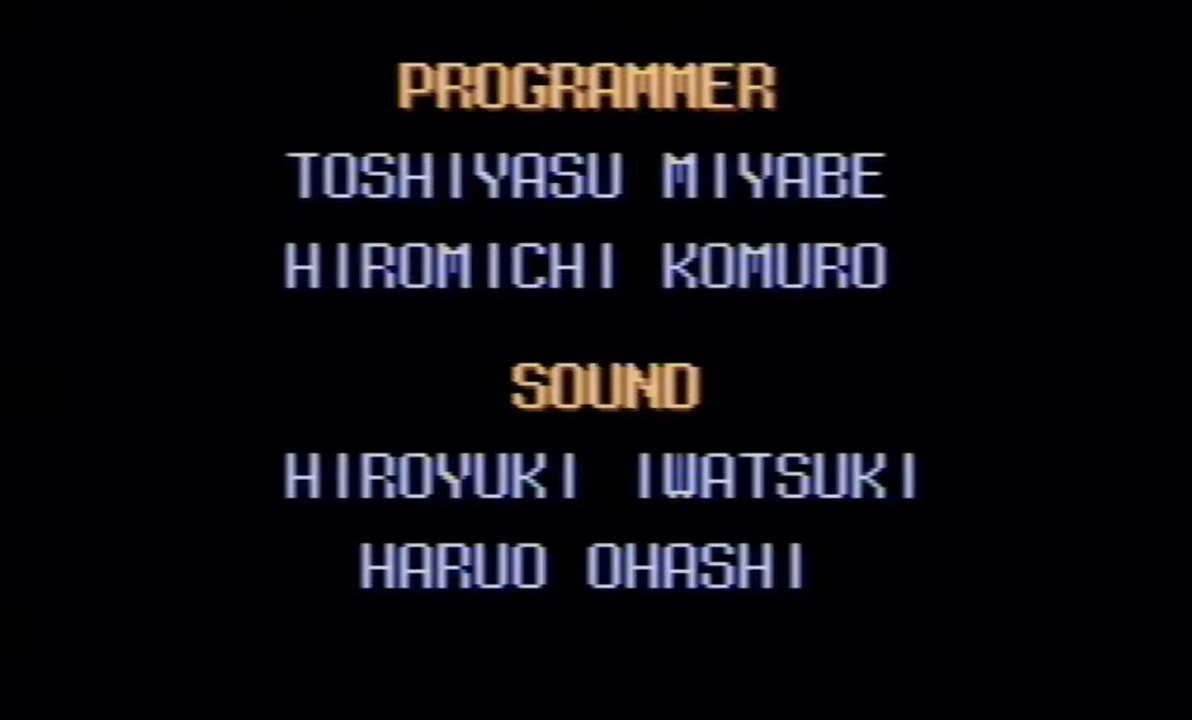 PROGRAMMER
TOSHIYASU MIYABE
HIROMICHI KOMURO
SOUND
HIROYUKI IWATSUKI
HARUO OHASHI